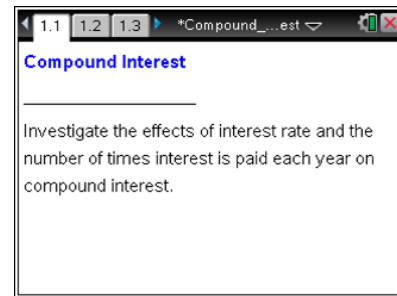 1.1 1.2 1.3 *Compound_...est
Compound Interest
Investigate the effects of interest rate and the
number of times interest is paid each year on
compound interest.